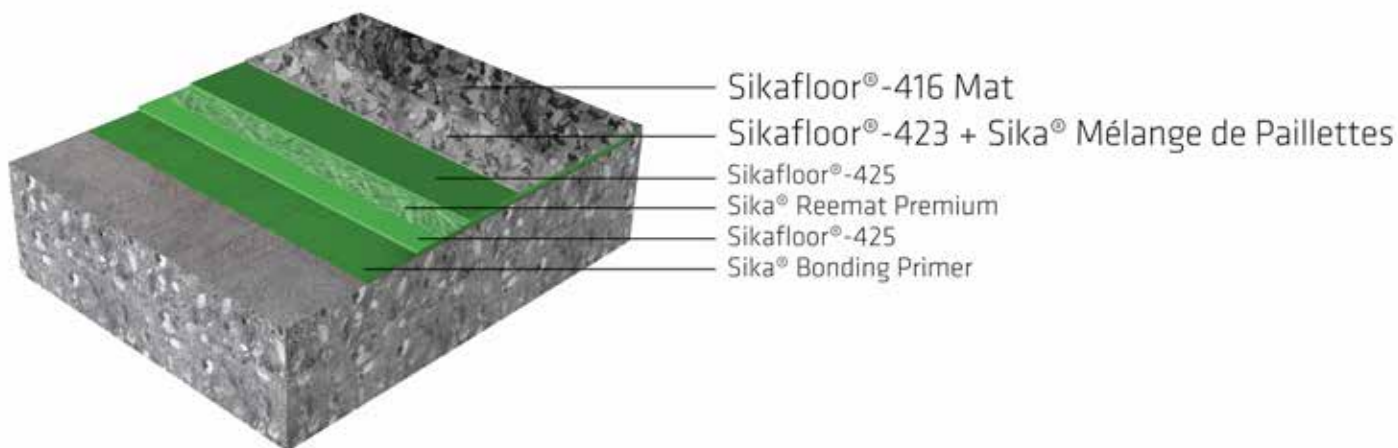 Sikafloor®-416 Mat
Sikafloor®-423 + Sika® Mélange de Paillettes
Sikafloor®-425
Sika® Reemat Premium
Sikafloor®-425
Sika® Bonding Primer